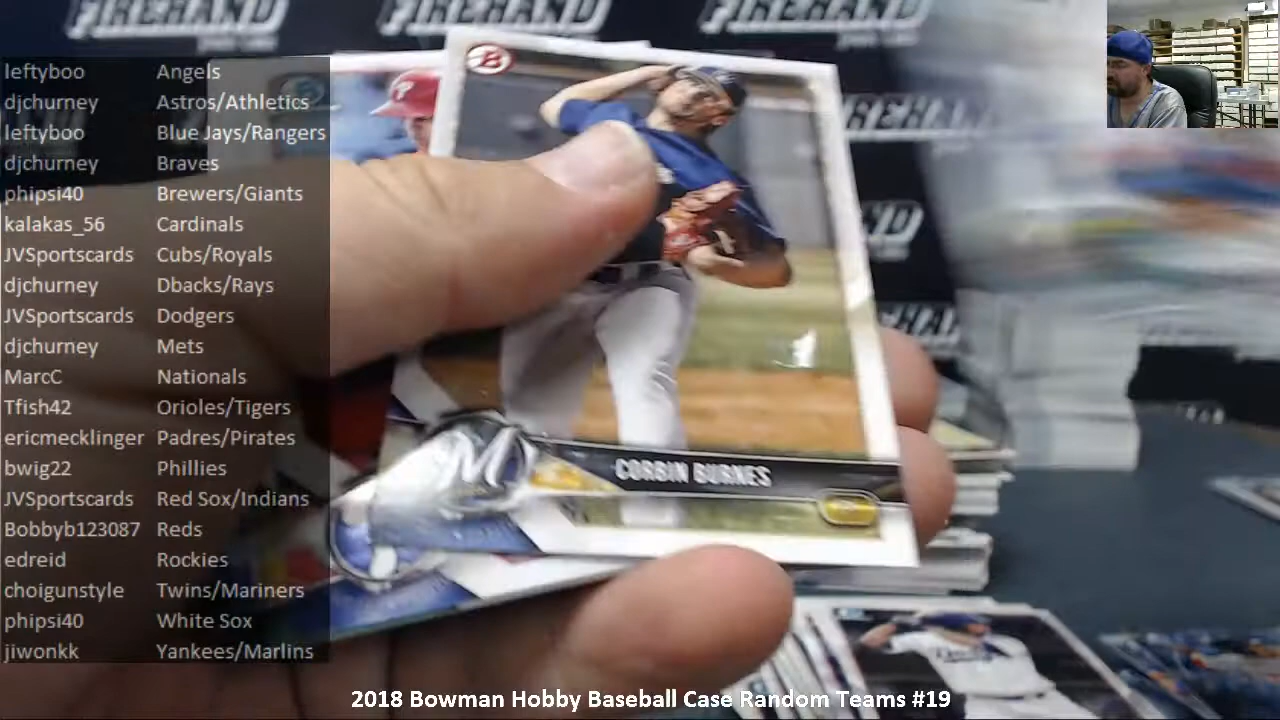 FIREHAND
FIREHAND
FIREHAND
leftyboo Angels
djchurney Astros/Athletics
leftyboo Blue Jays/Rangers
djchurney Braves
phipsi40 Brewers/Giants
kalakas_56 Cardinals
JVSportscards Cubs/Royals
djchurney Dbacks/Rays
JVSportscards Dodgers
djchurney Mets
MarcC Nationals
Tfish42 Orioles/Tigers
ericmecklinger Padres/Pirates
bwig22 Phillies
JVSportscards Red Sox/Indians
Bobbyb123087 Reds
edreid Rockies
choigunstyle Twins/Mariners
phipsi40 White Sox
jiwonkk Yankees/Marlins
B
P
M
CORBIN BURNES
2018 Bowman Hobby Baseball Case Random Teams #19